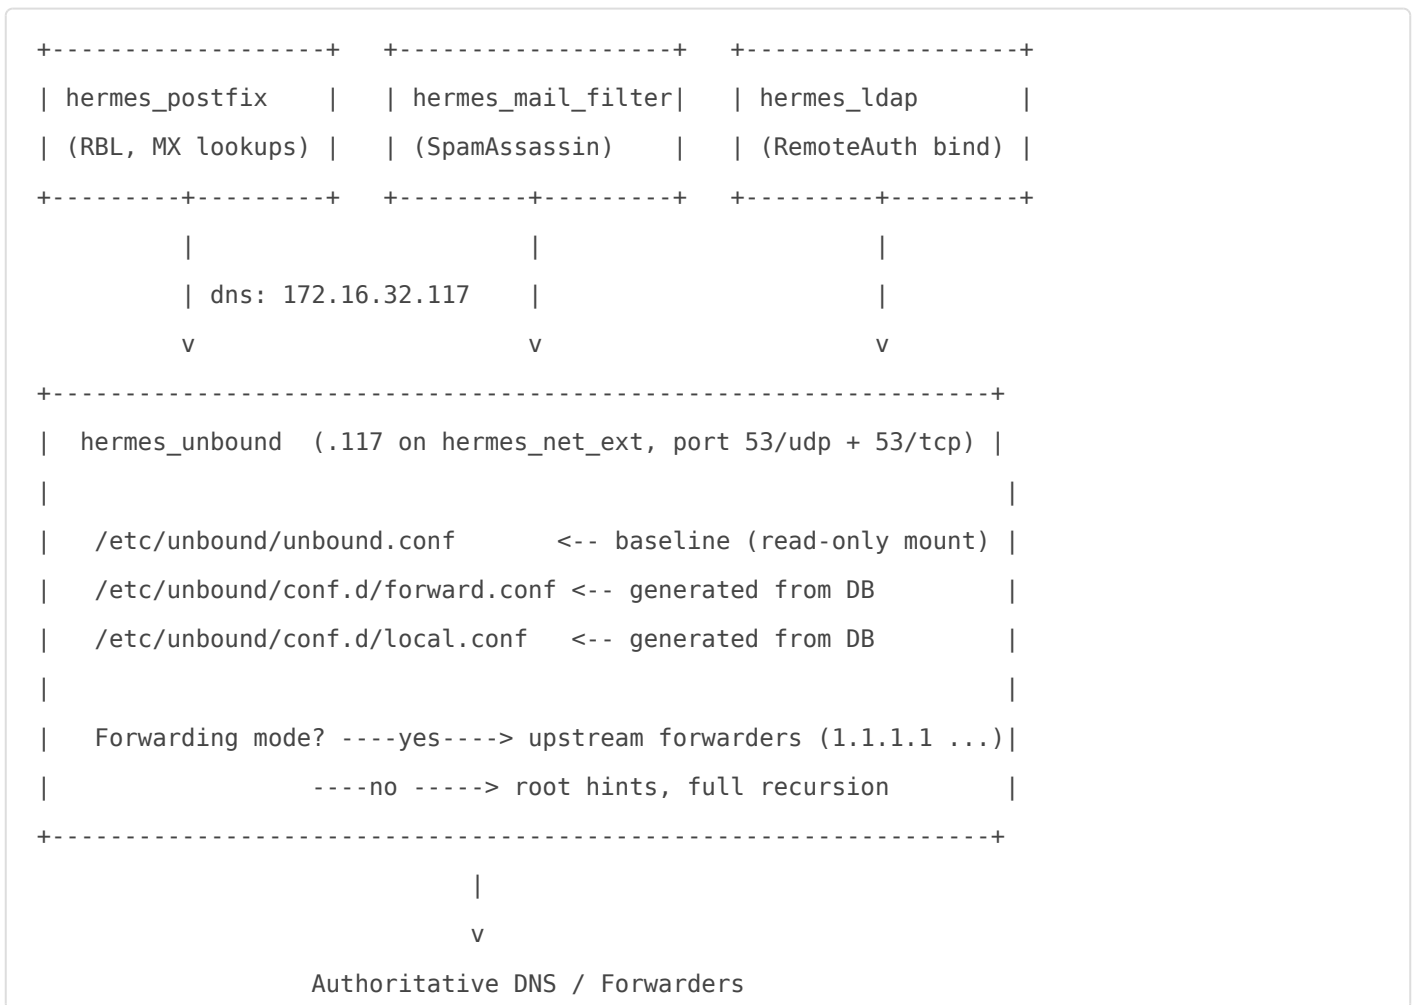 +-------------------+   +-------------------+   +-------------------+
| hermes_postfix    |   | hermes_mail_filter|   | hermes_ldap       |
| (RBL, MX lookups) |   | (SpamAssassin)    |   | (RemoteAuth bind) |
+---------+---------+   +---------+---------+   +---------+---------+
          |                       |                       |
          | dns: 172.16.32.117    |                       |
          v                       v                       v
+-----------------------------------------------------------------+
|  hermes_unbound  (.117 on hermes_net_ext, port 53/udp + 53/tcp) |
|                                                                  |
|   /etc/unbound/unbound.conf       <-- baseline (read-only mount) |
|   /etc/unbound/conf.d/forward.conf <-- generated from DB         |
|   /etc/unbound/conf.d/local.conf   <-- generated from DB         |
|                                                                  |
|   Forwarding mode? ----yes----> upstream forwarders (1.1.1.1 ...)|
|                  ----no -----> root hints, full recursion        |
+-----------------------------------------------------------------+
                              |
                              v
                   Authoritative DNS / Forwarders